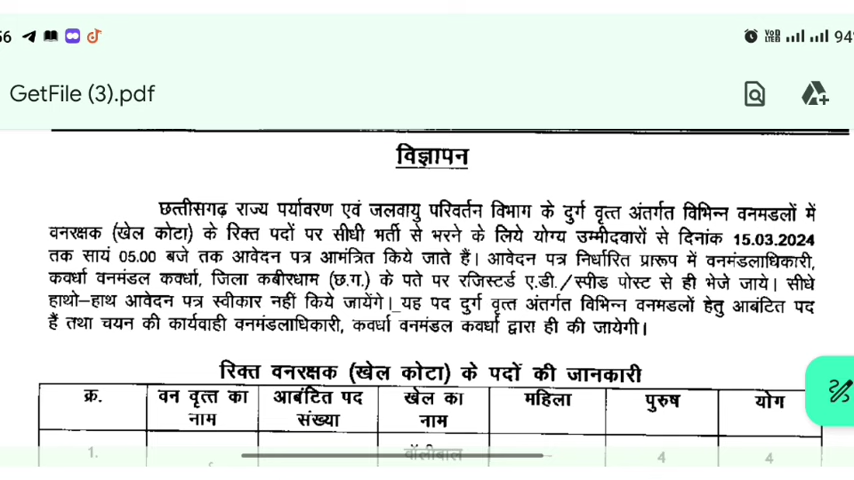 56
94%
GetFile (3).pdf
विज्ञापन
छत्तीसगढ़ राज्य पर्यावरण एवं जलवायु परिवर्तन विभाग के दुर्ग वृत्त अंतर्गत विभिन्न वनमडलों में
वनरक्षक (खेल कोटा) के रिक्त पदों पर सीधी भर्ती से भरने के लिये योग्य उम्मीदवारों से दिनांक 15.03.2024
तक सायं 05.00 बजे तक आवेदन पत्र आमंत्रित किये जाते हैं। आवेदन पत्र निर्धारित प्रारूप में वनमंडलाधिकारी,
कवर्धा वनमंडल कवर्धा, जिला कबीरधाम (छ.ग.) के पते पर रजिस्टर्ड ए.डी./स्पीड पोस्ट से ही भेजे जाये। सीधे
हाथो–हाथ आवेदन पत्र स्वीकार नहीं किये जायेंगे। यह पद दुर्ग वृत्त अंतर्गत विभिन्न वनमडलों हेतु आबंटित पद
हैं तथा चयन की कार्यवाही वनमंडलाधिकारी, कवर्धा वनमंडल कवर्धा द्वारा ही की जायेगी।
रिक्त वनरक्षक (खेल कोटा) के पदों की जानकारी
क्र. वन वृत्त का आबंटित पद खेल का महिला पुरुष योग
नाम संख्या नाम
1. वॉलीबाल 4 4